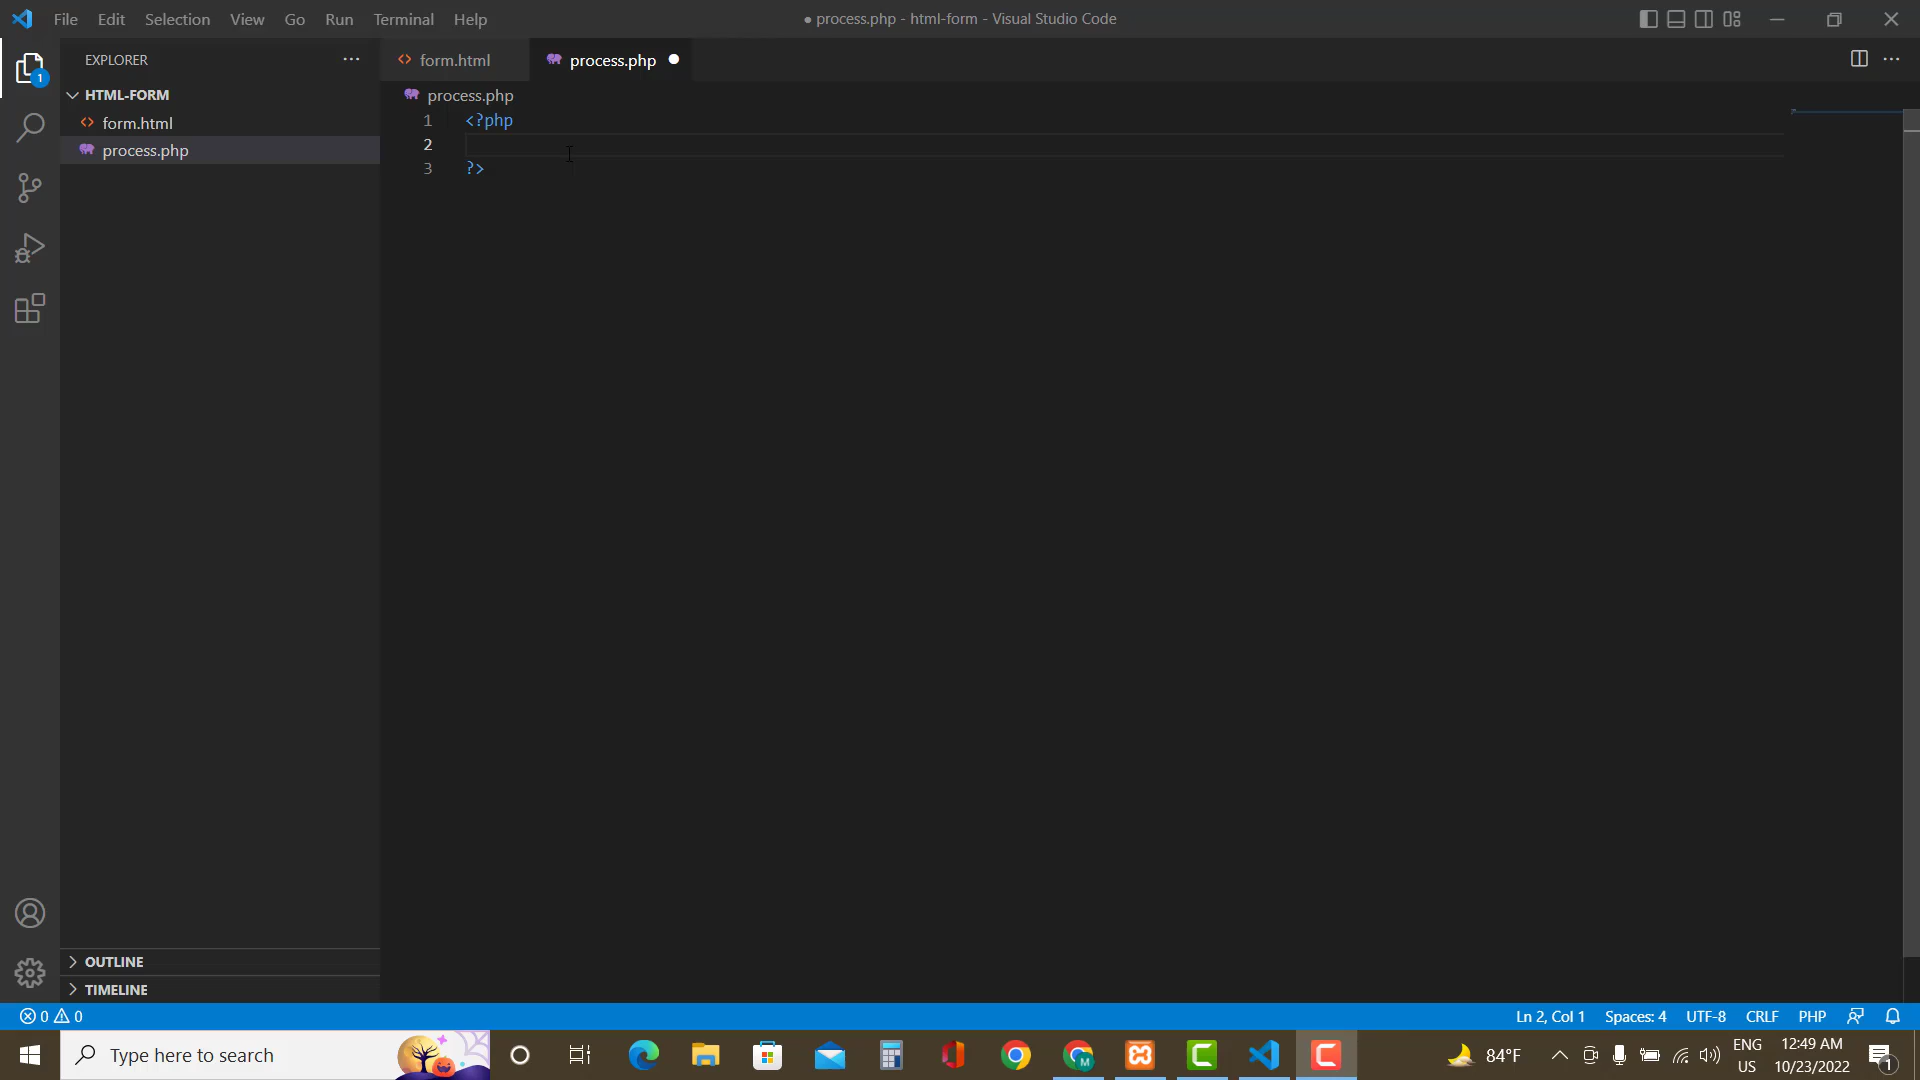 File Edit Selection View Go Run Terminal Help
● process.php - html-form - Visual Studio Code
EXPLORER
1
HTML-FORM
form.html
process.php
form.html
process.php
process.php
1 <?php
2
3 ?>
OUTLINE
TIMELINE
0 0
Ln 2, Col 1 Spaces: 4 UTF-8 CRLF PHP
Type here to search
M
84°F
ENG
US
12:49 AM
10/23/2022
1